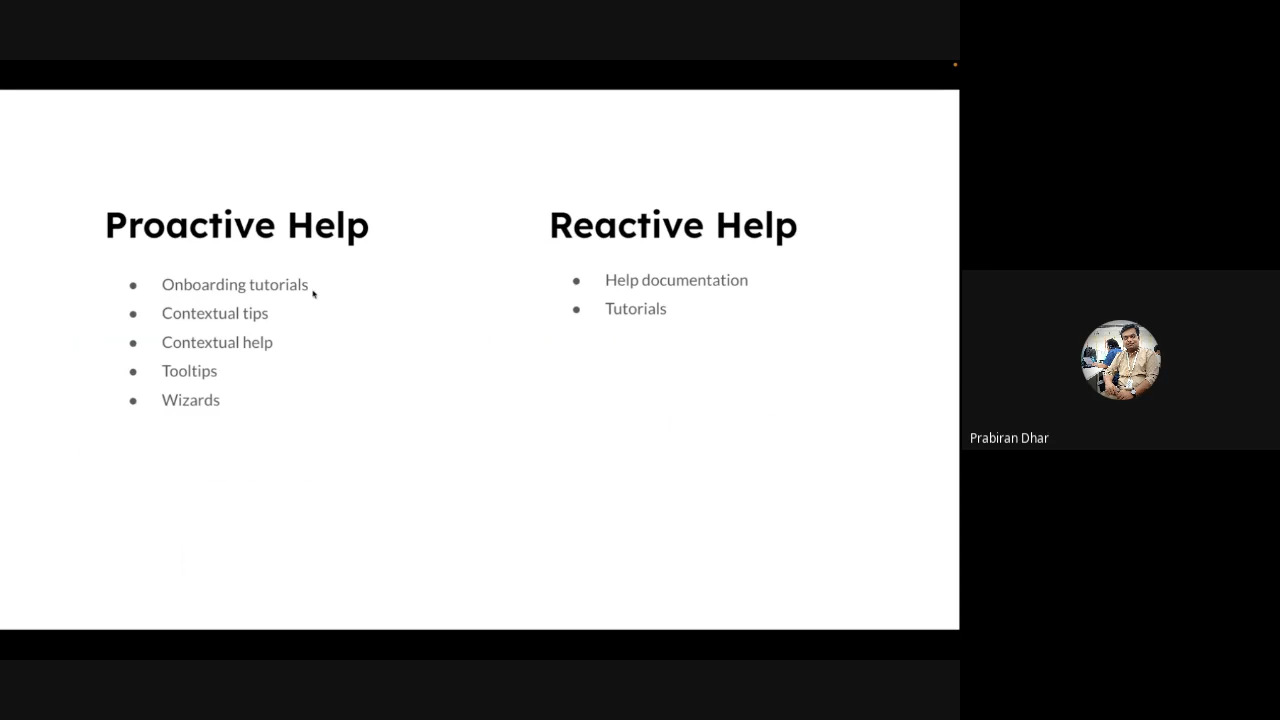 Proactive Help
Onboarding tutorials
Contextual tips
Contextual help
Tooltips
Wizards
Reactive Help
Help documentation
Tutorials
Prabiran Dhar